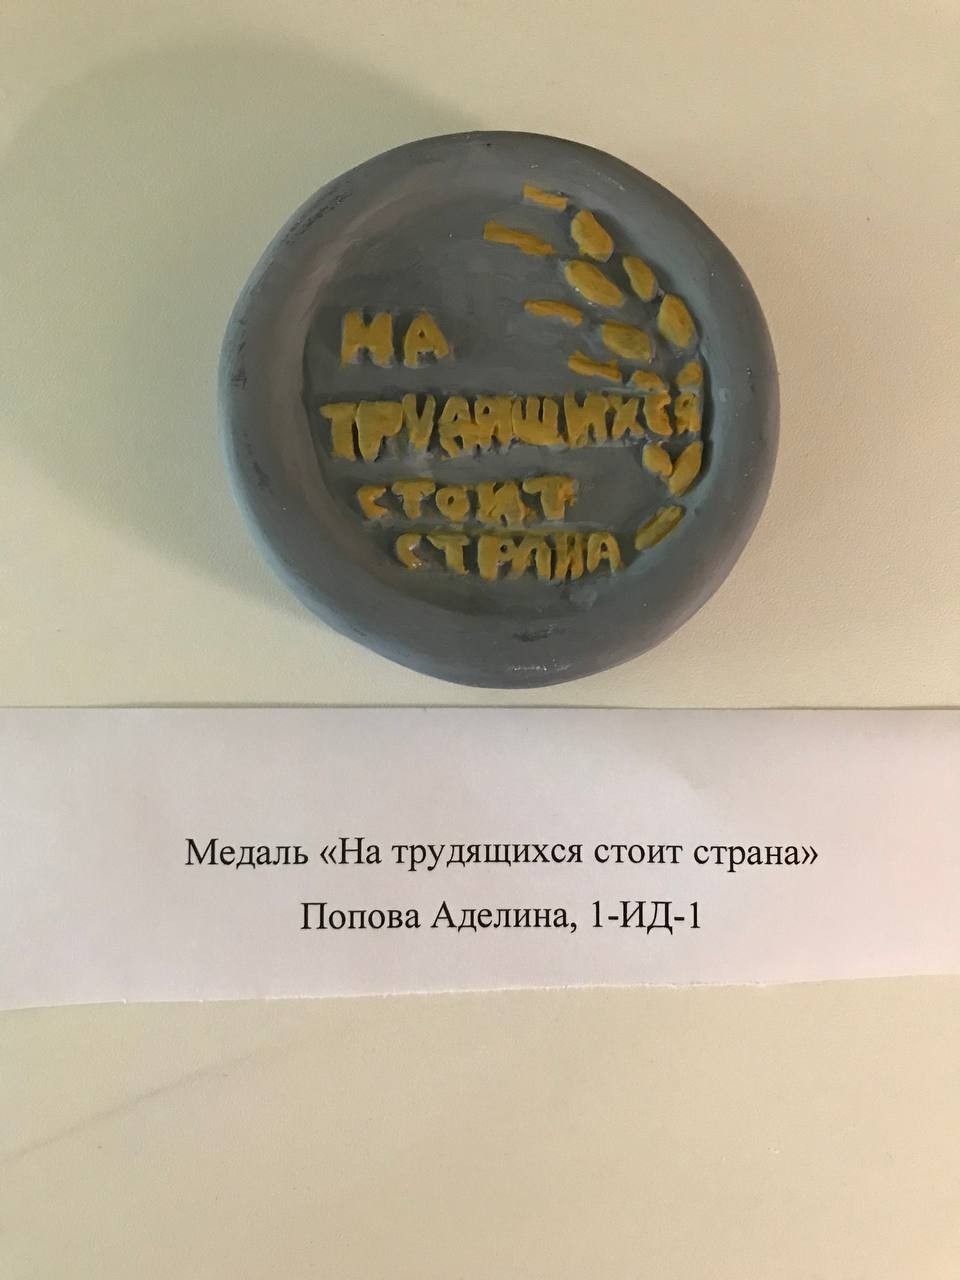 НА
ТРУДЯЩИХСЯ
СТОИТ
СТРАНА
Медаль «На трудящихся стоит страна»
Попова Аделина, 1-ИД-1